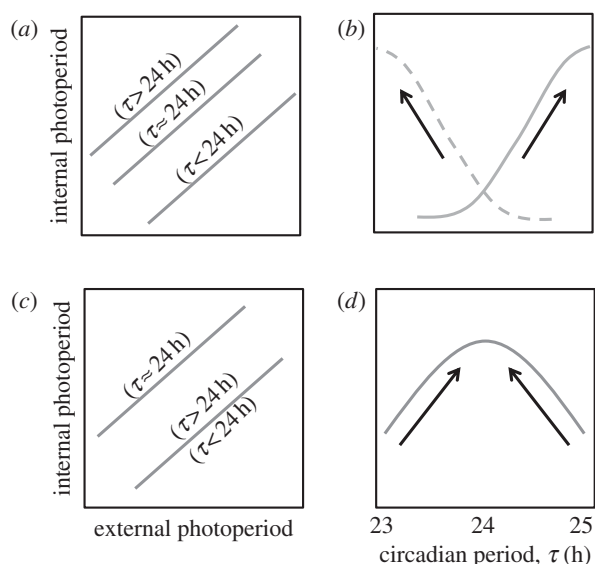 (a)
(b)
internal photoperiod
(τ> 24 h)
(τ≈ 24 h)
(τ< 24 h)
(c)
(d)
internal photoperiod
(τ≈ 24 h)
(τ> 24 h)
(τ< 24 h)
23
24
25
external photoperiod
circadian period, τ (h)